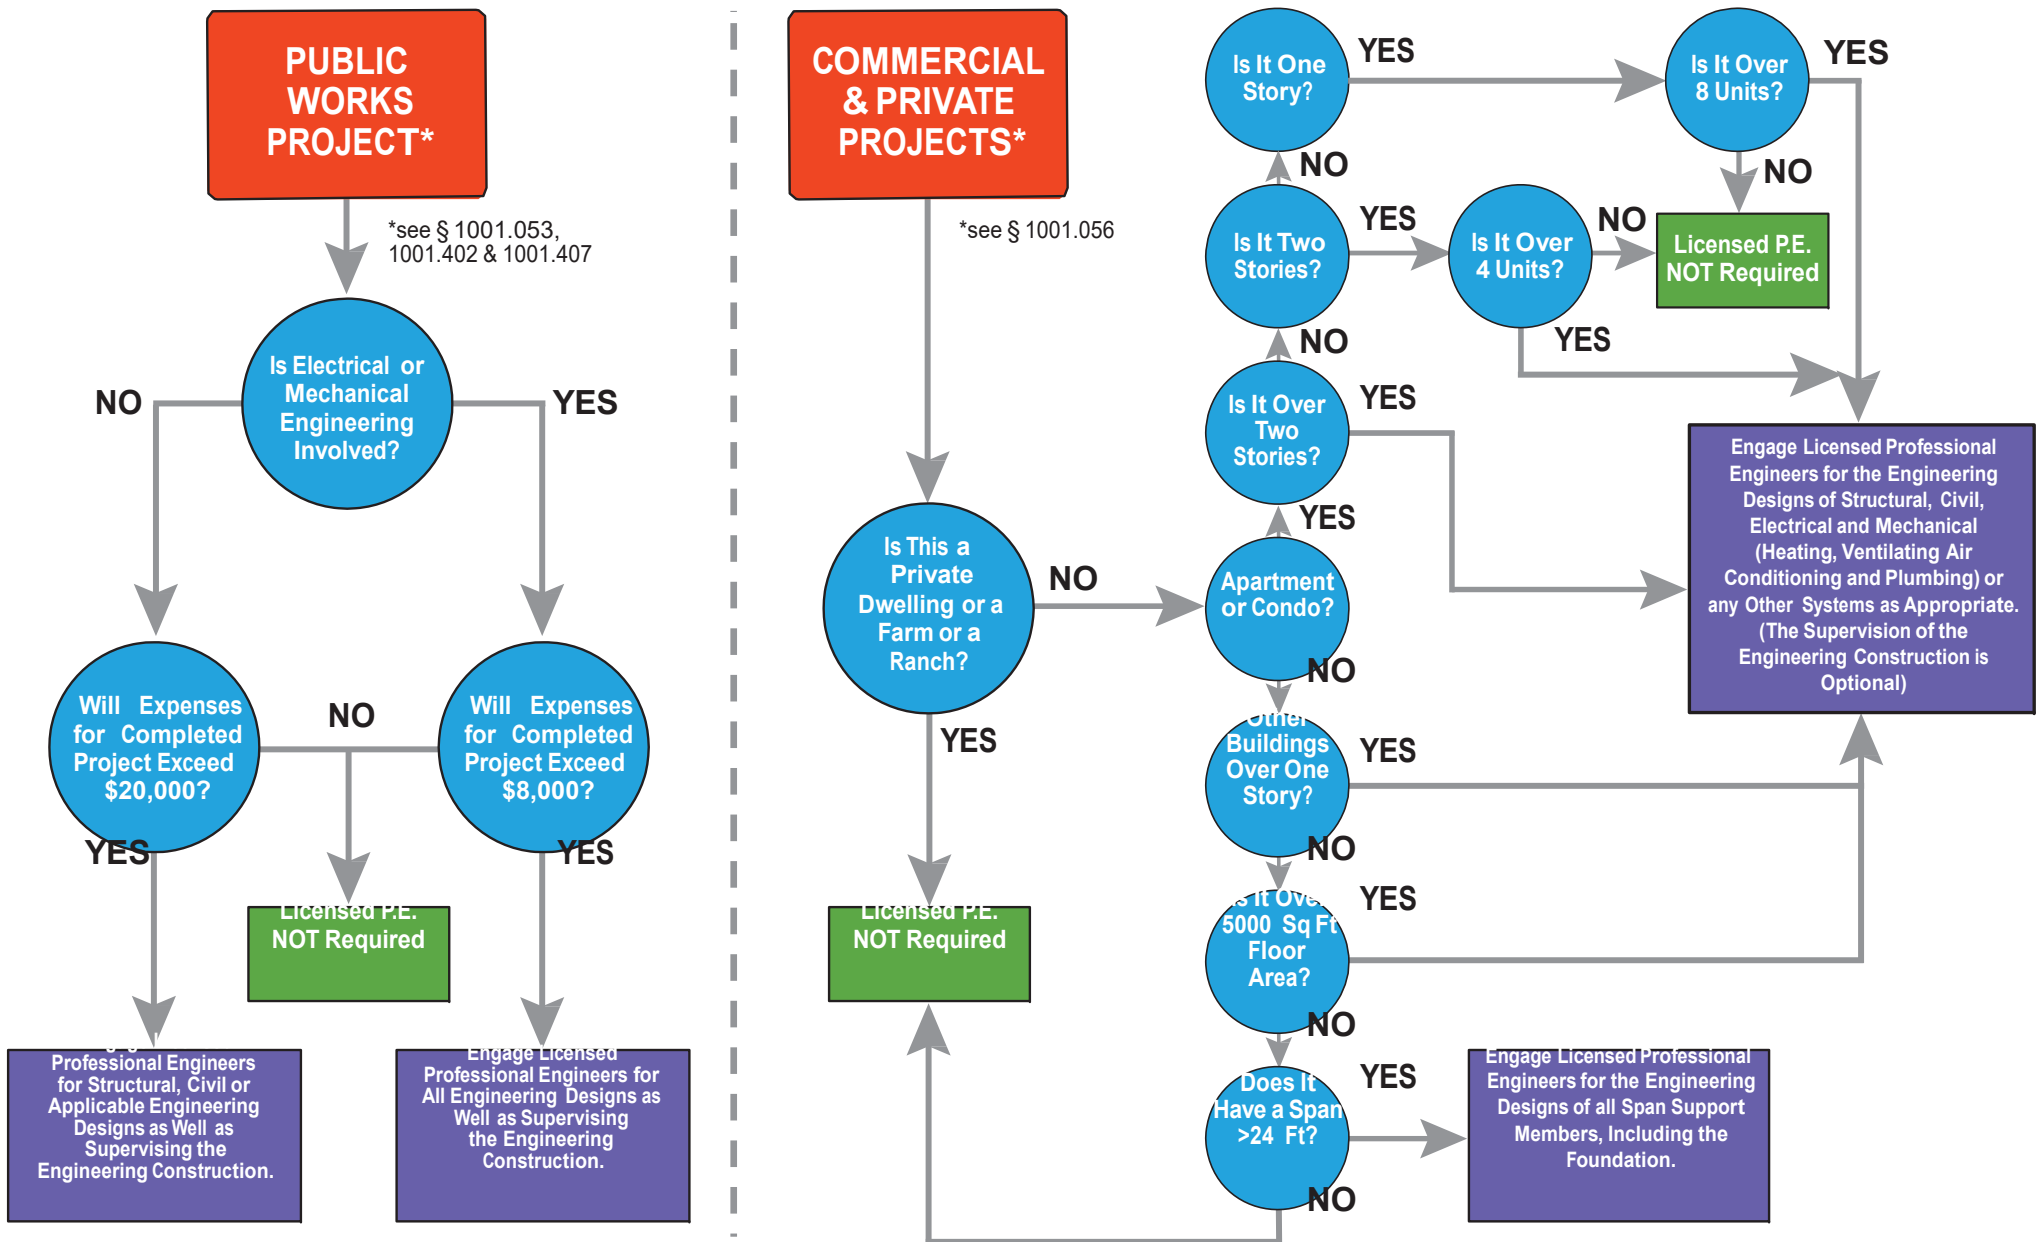 PUBLIC
WORKS
PROJECT*
*see § 1001.053,
1001.402 & 1001.407
Is Electrical or
Mechanical
Engineering
Involved?
NO
YES
Will Expenses
for Completed
Project Exceed
$20,000?
NO
Will Expenses
for Completed
Project Exceed
$8,000?
YES
YES
Licensed P.E.
NOT Required
Professional Engineers
for Structural, Civil or
Applicable Engineering
Designs as Well as
Supervising the
Engineering Construction.
Engage Licensed
Professional Engineers for
All Engineering Designs as
Well as Supervising
the Engineering
Construction.
COMMERCIAL
& PRIVATE
PROJECTS*
*see § 1001.056
Is This a
Private
Dwelling or a
Farm or a
Ranch?
NO
YES
Licensed P.E.
NOT Required
Is It One
Story?
YES
Is It Over
8 Units?
YES
NO
NO
Is It Two
Stories?
YES
Is It Over
4 Units?
NO
Licensed P.E.
NOT Required
YES
NO
Is It Over
Two
Stories?
YES
YES
Apartment
or Condo?
NO
Engage Licensed Professional
Engineers for the Engineering
Designs of Structural, Civil,
Electrical and Mechanical
(Heating, Ventilating Air
Conditioning and Plumbing) or
any Other Systems as Appropriate.
(The Supervision of the
Engineering Construction is
Optional)
Other
Buildings
Over One
Story?
YES
NO
Is It Over
5000 Sq Ft
Floor
Area?
YES
NO
Does It
Have a Span
>24 Ft?
YES
NO
Engage Licensed Professional
Engineers for the Engineering
Designs of all Span Support
Members, Including the
Foundation.